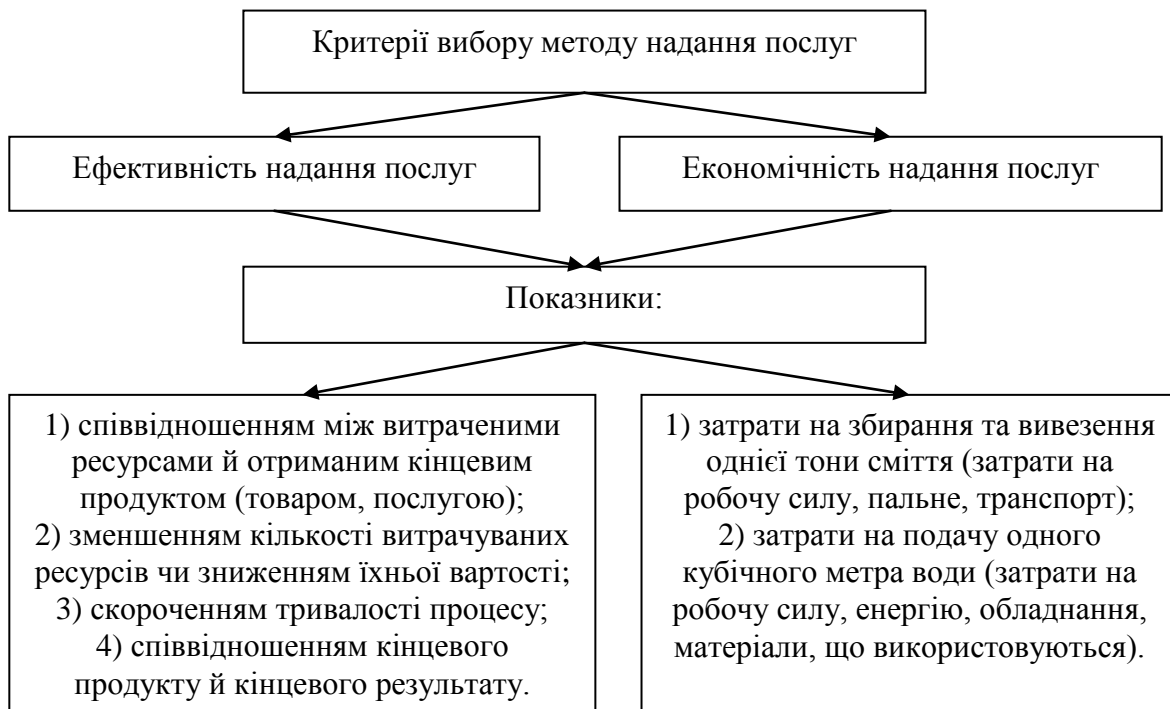 Критерії вибору методу надання послуг
Ефективність надання послуг
Економічність надання послуг
Показники:
1) співвідношенням між витраченими
ресурсами й отриманим кінцевим
продуктом (товаром, послугою);
2) зменшенням кількості витрачуваних
ресурсів чи зниженням їхньої вартості;
3) скороченням тривалості процесу;
4) співвідношенням кінцевого
продукту й кінцевого результату.
1) затрати на збирання та вивезення
однієї тони сміття (затрати на
робочу силу, пальне, транспорт);
2) затрати на подачу одного
кубічного метра води (затрати на
робочу силу, енергію, обладнання,
матеріали, що використовуються).